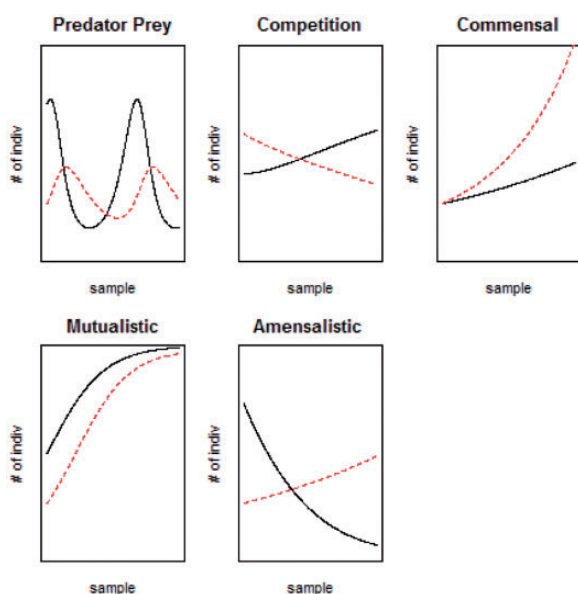 Predator Prey
Competition
Commensal
# of indiv
# of indiv
# of indiv
sample
sample
sample
Mutualistic
Amensalistic
# of indiv
# of indiv
sample
sample